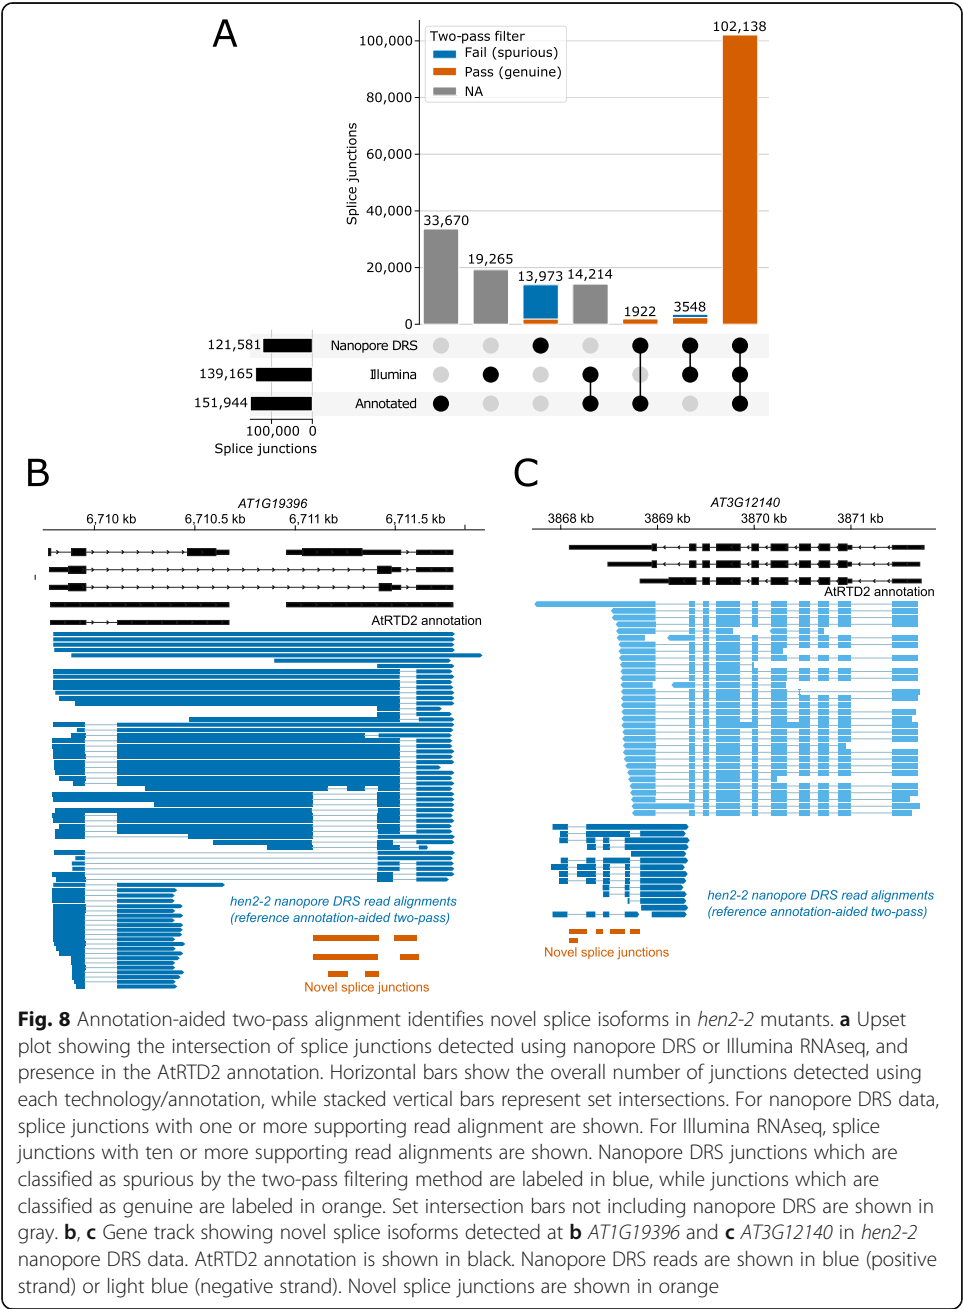 A
Two-pass filter
Fail (spurious)
Pass (genuine)
NA
Splice junctions
100,000
80,000
60,000
40,000
20,000
0
33,670
19,265
13,973
14,214
1922
3548
102,138
121,581
139,165
151,944
Nanopore DRS
Illumina
Annotated
100,000 0
Splice junctions
B
AT1G19396
6,710 kb 6,710.5 kb 6,711 kb 6,711.5 kb
AtRTD2 annotation
hen2-2 nanopore DRS read alignments
(reference annotation-aided two-pass)
Novel splice junctions
C
AT3G12140
3868 kb 3869 kb 3870 kb 3871 kb
AtRTD2 annotation
hen2-2 nanopore DRS read alignments
(reference annotation-aided two-pass)
Novel splice junctions
Fig. 8 Annotation-aided two-pass alignment identifies novel splice isoforms in hen2-2 mutants. a Upset
plot showing the intersection of splice junctions detected using nanopore DRS or Illumina RNAseq, and
presence in the AtRTD2 annotation. Horizontal bars show the overall number of junctions detected using
each technology/annotation, while stacked vertical bars represent set intersections. For nanopore DRS data,
splice junctions with one or more supporting read alignment are shown. For Illumina RNAseq, splice
junctions with ten or more supporting read alignments are shown. Nanopore DRS junctions which are
classified as spurious by the two-pass filtering method are labeled in blue, while junctions which are
classified as genuine are labeled in orange. Set intersection bars not including nanopore DRS are shown in
gray. b, c Gene track showing novel splice isoforms detected at b AT1G19396 and c AT3G12140 in hen2-2
nanopore DRS data. AtRTD2 annotation is shown in black. Nanopore DRS reads are shown in blue (positive
strand) or light blue (negative strand). Novel splice junctions are shown in orange